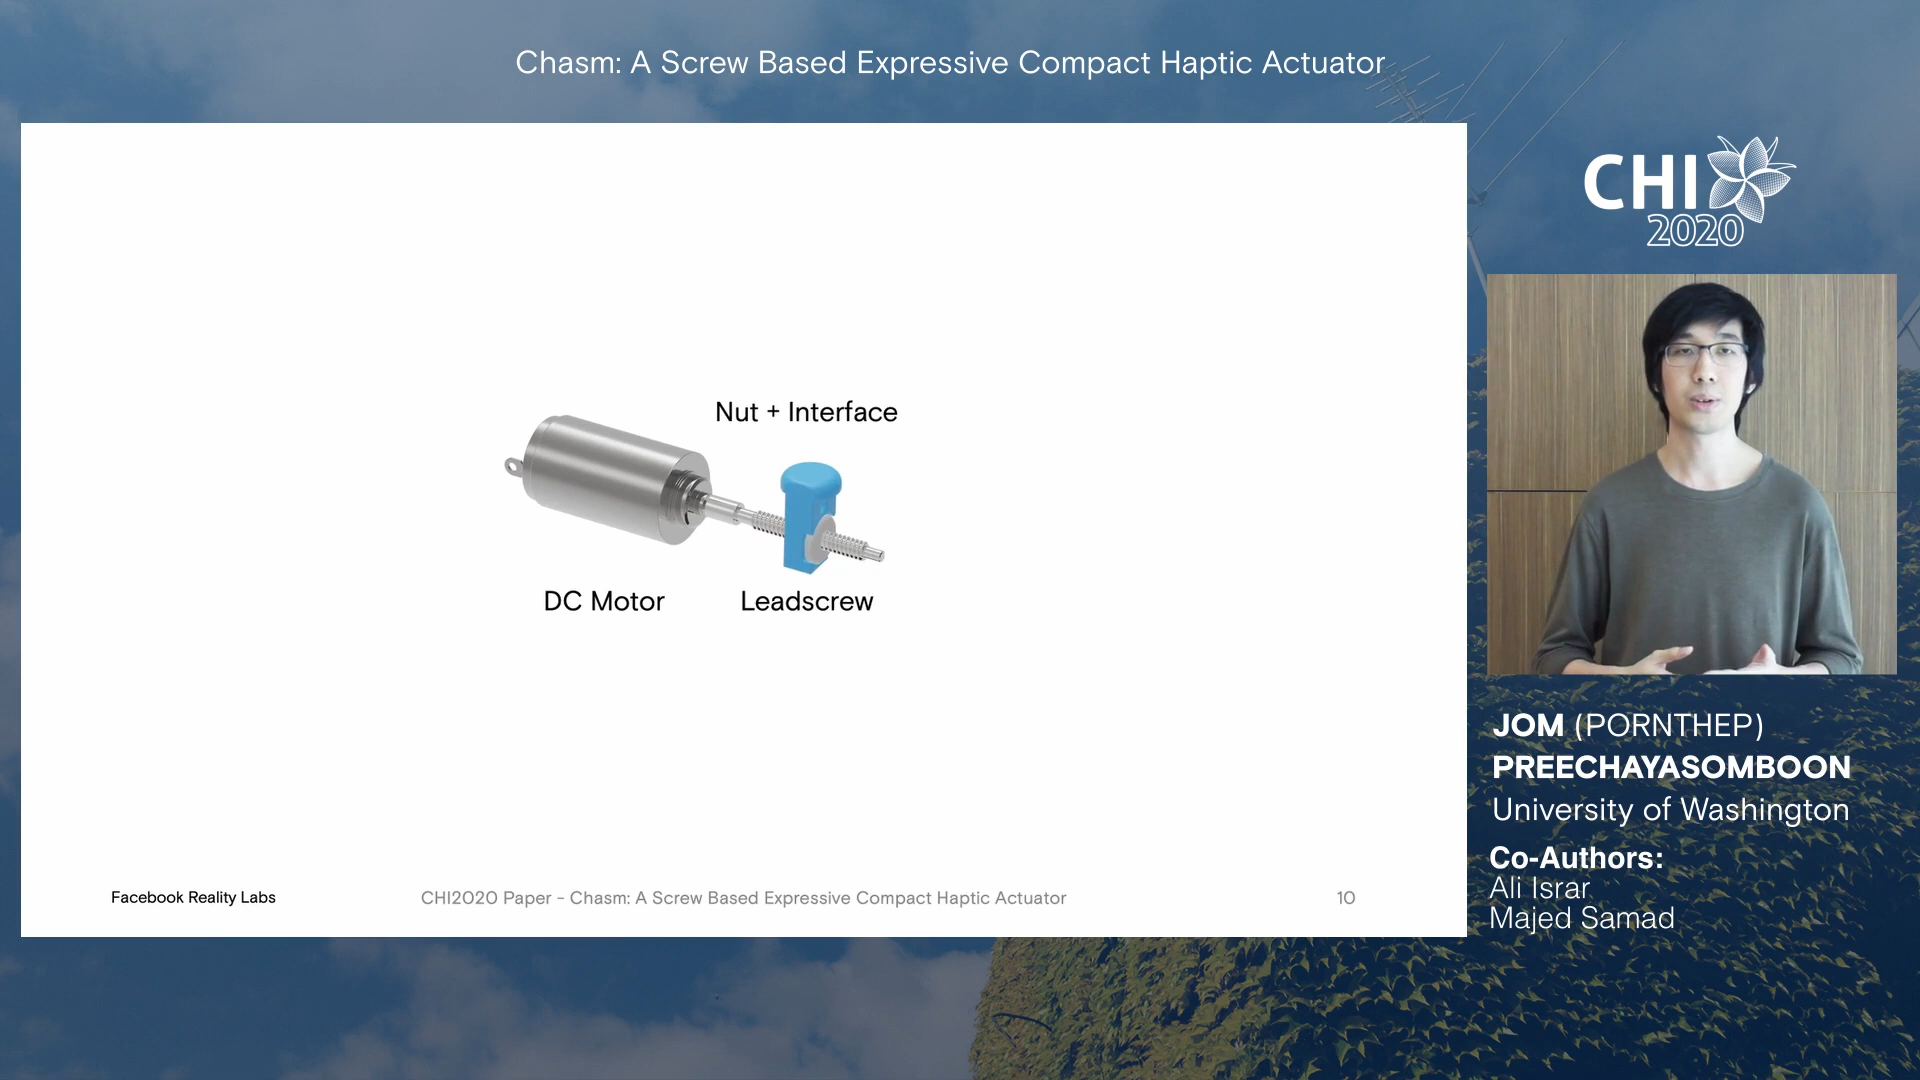 Chasm: A Screw Based Expressive Compact Haptic Actuator
CHI
2020
Nut + Interface
DC Motor
Leadscrew
Facebook Reality Labs
CHI2020 Paper - Chasm: A Screw Based Expressive Compact Haptic Actuator
10
JOM (PORNTHEP)
PREECHAYASOMBOON
University of Washington
Co-Authors:
Ali Israr
Majed Samad